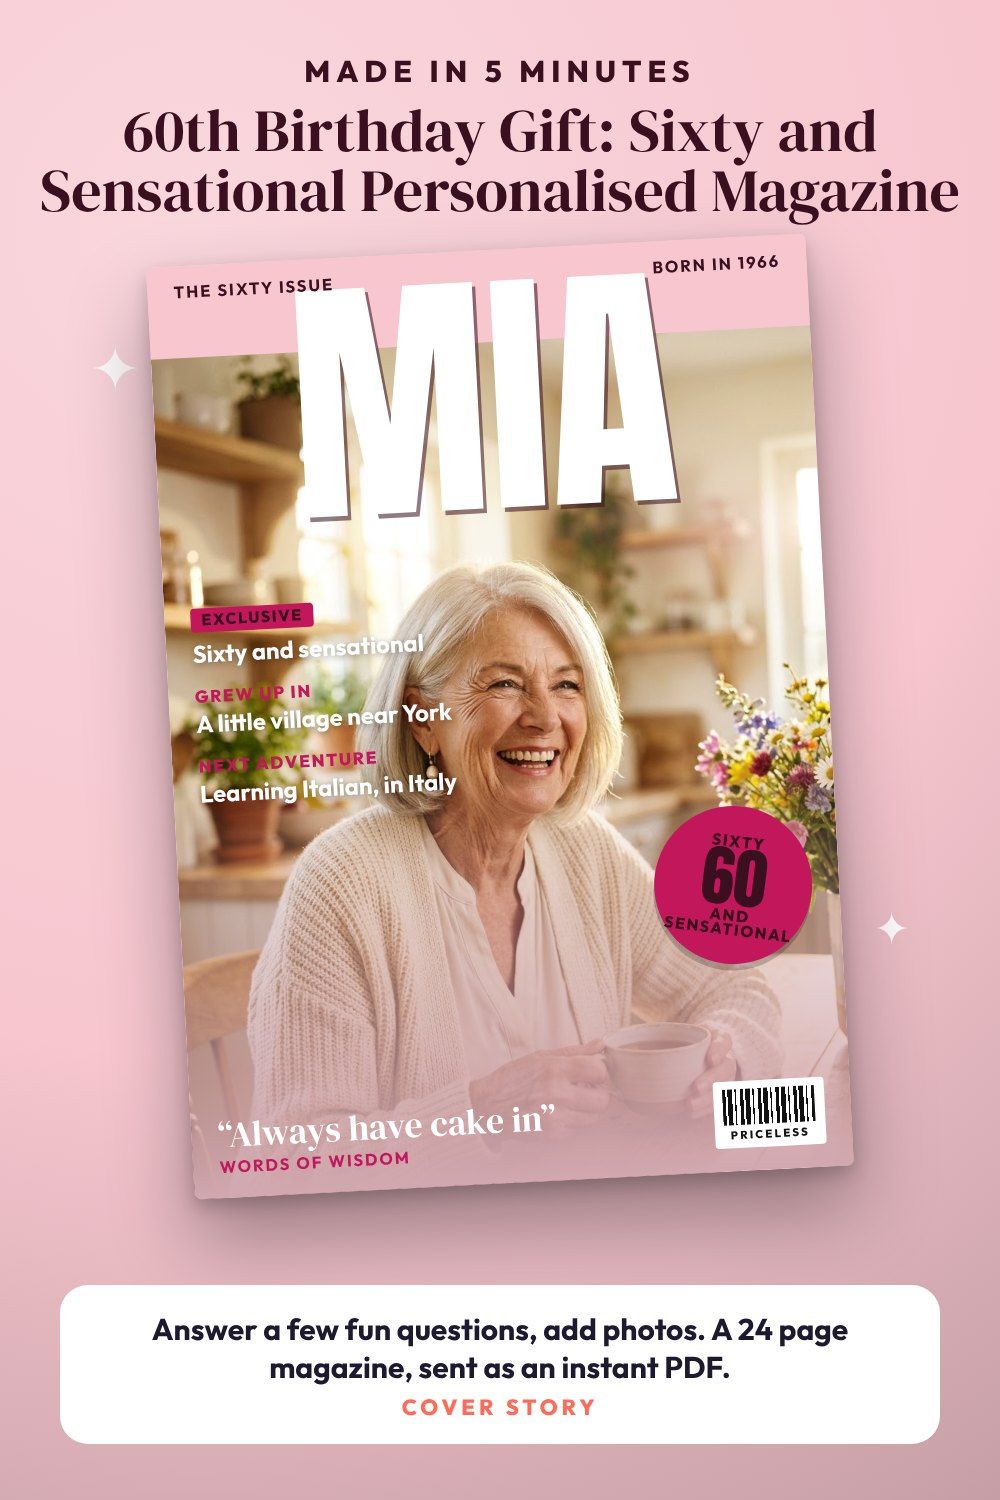 MADE IN 5 MINUTES
60th Birthday Gift: Sixty and
Sensational Personalised Magazine
THE SIXTY ISSUE
BORN IN 1966
MIA
EXCLUSIVE
Sixty and sensational
GREW UP IN
A little village near York
NEXT ADVENTURE
Learning Italian, in Italy
SIXTY
60
AND
SENSATIONAL
“Always have cake in”
WORDS OF WISDOM
PRICELESS
Answer a few fun questions, add photos. A 24 page
magazine, sent as an instant PDF.
COVER STORY